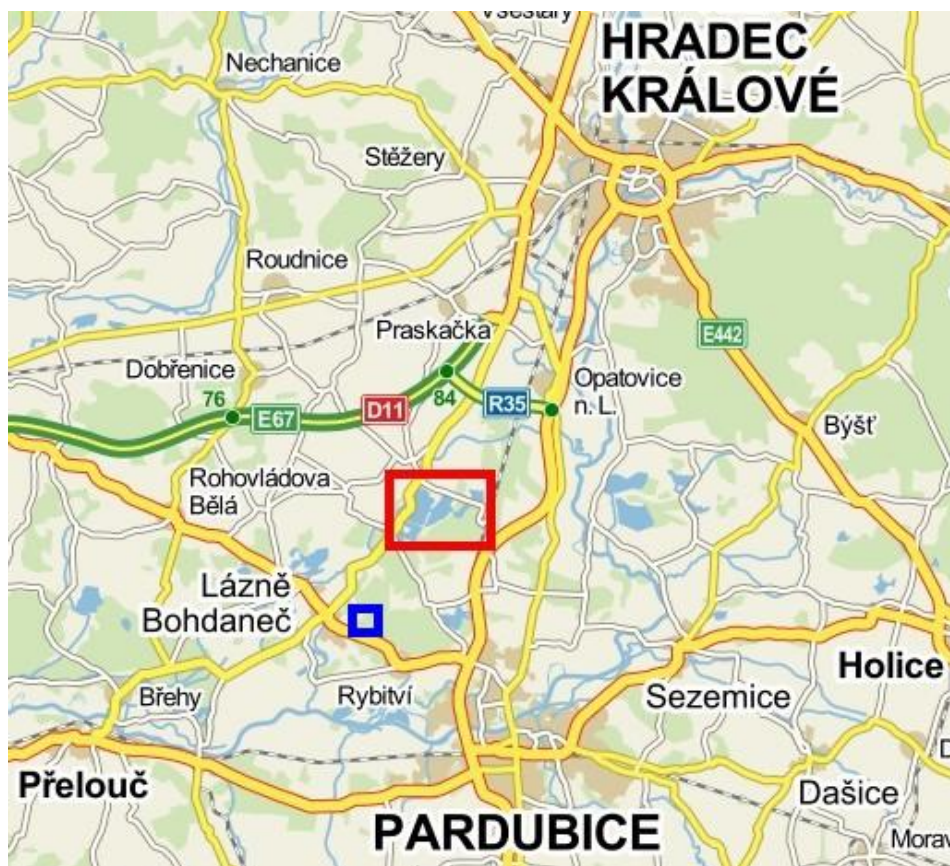 Všestary
HRADEC
KRÁLOVÉ
Nechanice
Stěžery
Roudnice
Praskačka
E442
Dobřenice
Opatovice
n. L.
76
E67
D11
84
R35
Býšť
Rohovládova
Bělá
Lázně
Bohdaneč
Holice
Břehy
Rybitví
Sezemice
Přelouč
Dašice
PARDUBICE